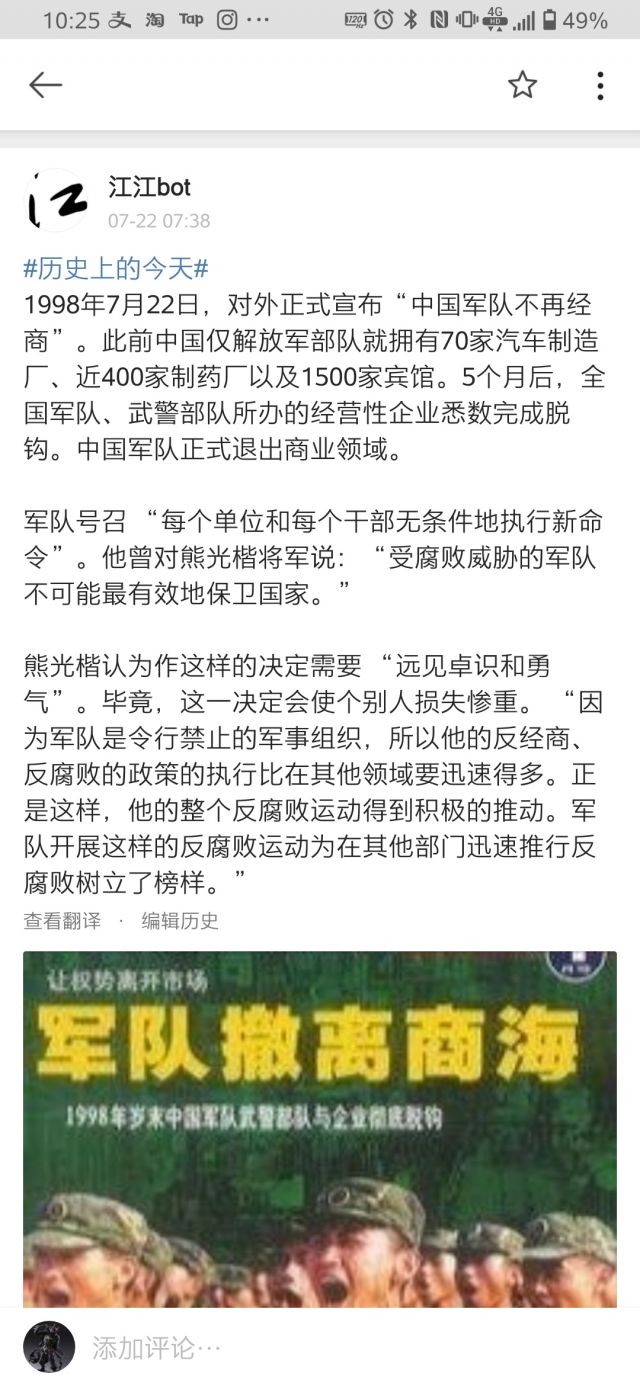 10:25 支 淘 Tap ··· 120 Hz N 4G HD 49%
江江bot
07-22 07:38
#历史上的今天#
1998年7月22日，对外正式宣布“中国军队不再经
商”。此前中国仅解放军部队就拥有70家汽车制造
厂、近400家制药厂以及1500家宾馆。5个月后，全
国军队、武警部队所办的经营性企业悉数完成脱
钩。中国军队正式退出商业领域。
军队号召 “每个单位和每个干部无条件地执行新命
令”。他曾对熊光楷将军说：“受腐败威胁的军队
不可能最有效地保卫国家。”
熊光楷认为作这样的决定需要 “远见卓识和勇
气”。毕竟，这一决定会使个别人损失惨重。 “因
为军队是令行禁止的军事组织，所以他的反经商、
反腐败的政策的执行比在其他领域要迅速得多。正
是这样，他的整个反腐败运动得到积极的推动。军
队开展这样的反腐败运动为在其他部门迅速推行反
腐败树立了榜样。”
查看翻译 · 编辑历史
让权势离开市场
军队撤离商海
1998年岁末中国军队武警部队与企业彻底脱钩
添加评论···